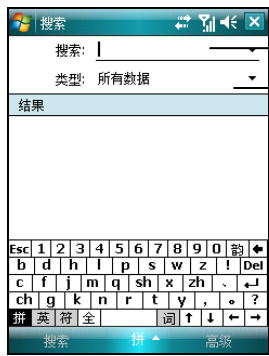 搜索
搜索:
类型: 所有数据
结果
Esc 1 2 3 4 5 6 7 8 9 0 韵 ←
b d h l p s w z ! Del
c f j m q sh x zh 、 ↵
ch g k n r t y , 。 ?
拼 英 符 全 词 ↑ ↓ ← →
搜索 拼 高级